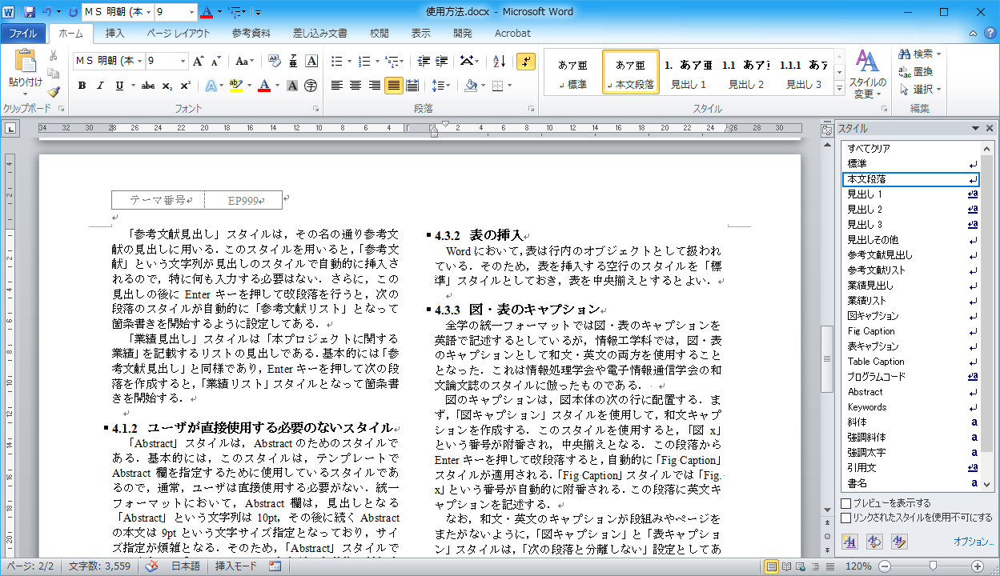 MS 明朝 (本 9
使用方法.docx - Microsoft Word
ファイル ホーム 挿入 ページ レイアウト 参考資料 差し込み文書 校閲 表示 開発 Acrobat
貼り付け
クリップボード
MS 明朝 (本 9
フォント
段落
あア亜 標準
あア亜 本文段落
1. あア亜 見出し 1
1.1 あア 見出し 2
1.1.1 あア 見出し 3
スタイル
スタイルの
変更
検索
置換
選択
編集
34 32 30 28 26 24 22 20 18 16 14 12 10 8 6 4 2 2 4 6 8 10 12 14 16 18 20 22 24 26 28 30
テーマ番号 EP999
「参考文献見出し」スタイルは,その名の通り参考文
献の見出しに用いる.このスタイルを用いると,「参考文
献」という文字列が見出しのスタイルで自動的に挿入さ
れるので,特に何も入力する必要はない.さらに,この
見出しの後に Enter キーを押して改段落を行うと,次の
段落のスタイルが自動的に「参考文献リスト」となって
箇条書きを開始するように設定してある.
「業績見出し」スタイルは「本プロジェクトに関する
業績」を記載するリストの見出しである.基本的には「参
考文献見出し」と同様であり,Enter キーを押して次の段
落を作成すると,「業績リスト」スタイルとなって箇条書
きを開始する.
4.1.2 ユーザが直接使用する必要のないスタイル
「Abstract」スタイルは,Abstract のためのスタイルで
ある.基本的には,このスタイルは,テンプレートで
Abstract 欄を指定するために使用しているスタイルであ
るので,通常,ユーザは直接使用する必要がない.統一
フォーマットにおいて,Abstract 欄は,見出しとなる
「Abstract」という文字列は 10pt,その後に続く Abstract
の本文は 9pt という文字サイズ指定となっており,サイ
ズ指定が煩雑となる.そのため,「Abstract」スタイルで
4.3.2 表の挿入
Word において,表は行内のオブジェクトとして扱われ
ている.そのため,表を挿入する空行のスタイルを「標
準」スタイルとしておき,表を中央揃えとするとよい.
4.3.3 図・表のキャプション
全学の統一フォーマットでは図・表のキャプションを
英語で記述するとしているが,情報工学科では,図・表
のキャプションとして和文・英文の両方を使用すること
となった.これは情報処理学会や電子情報通信学会の和
文論文誌のスタイルに倣ったものである.
図のキャプションは,図本体の次の行に配置する.ま
ず,「図キャプション」スタイルを使用して,和文キャプ
ションを作成する.このスタイルを使用すると,「図 x」
という番号が附番され,中央揃えとなる.この段落から
Enter キーを押して改段落すると,自動的に「Fig Caption」
スタイルが適用される.「Fig Caption」スタイルでは「Fig.
x」という番号が自動的に附番される.この段落に英文キ
ャプションを記述する.
なお,和文・英文のキャプションが段組みやページを
またがないように,「図キャプション」と「表キャプショ
ン」スタイルは,「次の段落と分離しない」設定としてあ
スタイル
すべてクリア
標準
本文段落
見出し 1
見出し 2
見出し 3
見出しその他
参考文献見出し
参考文献リスト
業績見出し
業績リスト
図キャプション
Fig Caption
表キャプション
Table Caption
プログラムコード
Abstract
Keywords
斜体
強調斜体
強調太字
引用文
書名
プレビューを表示する
リンクされたスタイルを使用不可にする
オプション...
ページ: 2/2 文字数: 3,559 日本語 挿入モード 120%